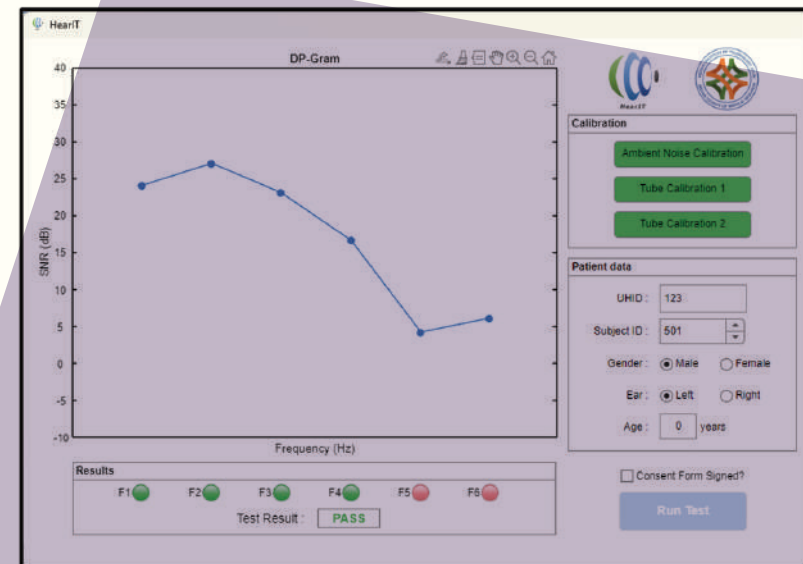 HearIT
DP-Gram
40
35
30
25
20
15
10
5
0
-5
-10
SNR (dB)
Frequency (Hz)
Results
F1 F2 F3 F4 F5 F6
Test Result : PASS
HearIT
Calibration
Ambient Noise Calibration
Tube Calibration 1
Tube Calibration 2
Patient data
UHID : 123
Subject ID : 501
Gender : Male Female
Ear : Left Right
Age : 0 years
Consent Form Signed?
Run Test